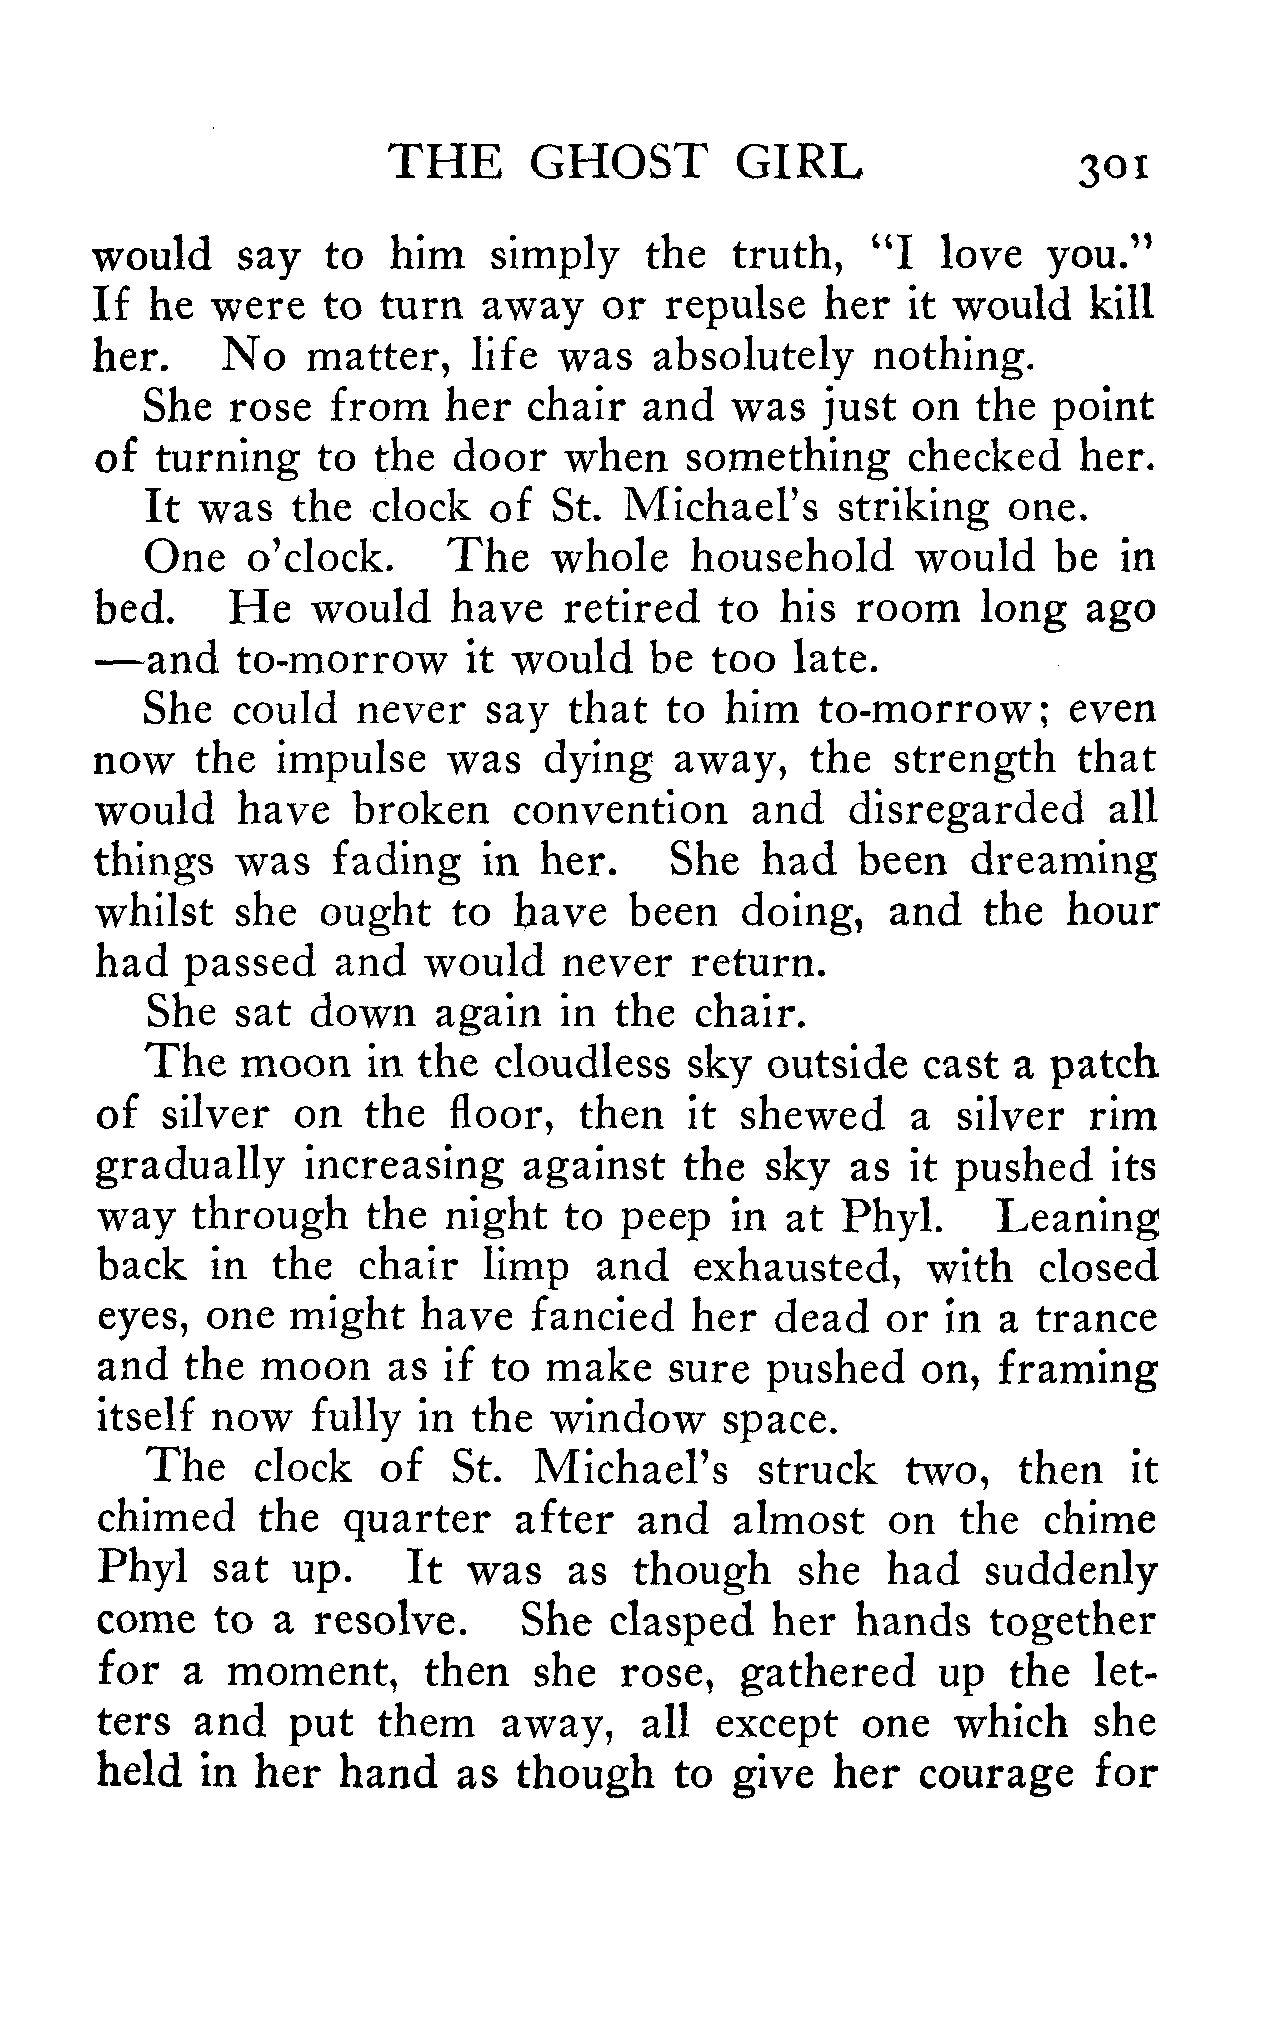 THE GHOST GIRL 301
would say to him simply the truth, "I love you."
If he were to turn away or repulse her it would kill
her. No matter, life was absolutely nothing.
She rose from her chair and was just on the point
of turning to the door when something checked her.
It was the clock of St. Michael's striking one.
One o'clock. The whole household would be in
bed. He would have retired to his room long ago
—and to-morrow it would be too late.
She could never say that to him to-morrow; even
now the impulse was dying away, the strength that
would have broken convention and disregarded all
things was fading in her. She had been dreaming
whilst she ought to have been doing, and the hour
had passed and would never return.
She sat down again in the chair.
The moon in the cloudless sky outside cast a patch
of silver on the floor, then it shewed a silver rim
gradually increasing against the sky as it pushed its
way through the night to peep in at Phyl. Leaning
back in the chair limp and exhausted, with closed
eyes, one might have fancied her dead or in a trance
and the moon as if to make sure pushed on, framing
itself now fully in the window space.
The clock of St. Michael's struck two, then it
chimed the quarter after and almost on the chime
Phyl sat up. It was as though she had suddenly
come to a resolve. She clasped her hands together
for a moment, then she rose, gathered up the let-
ters and put them away, all except one which she
held in her hand as though to give her courage for